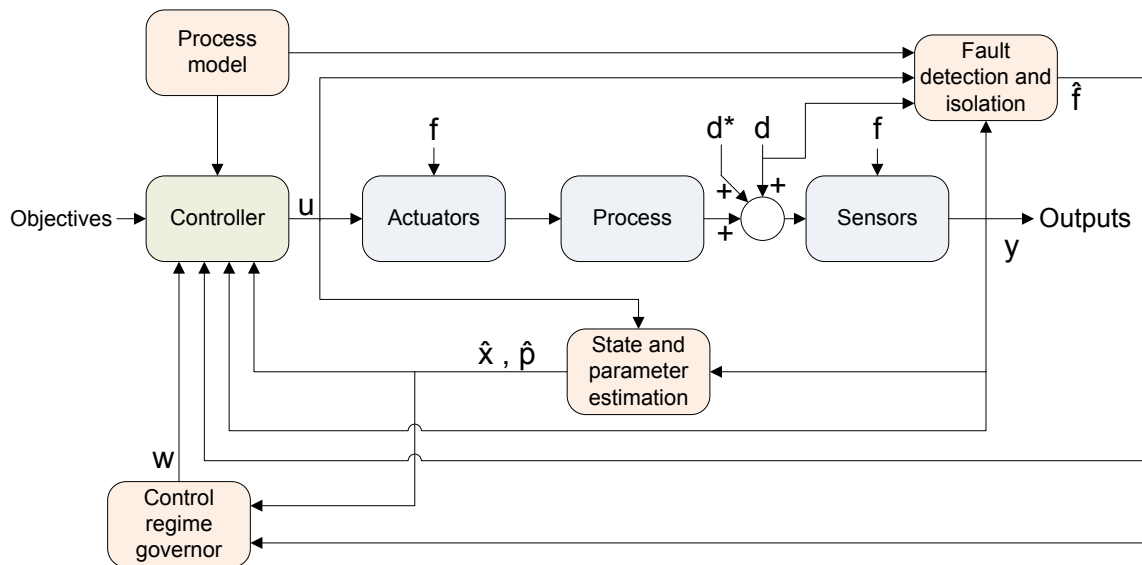 Process
model
Fault
detection and
isolation
f̂
d*
d
f
f
+
+
Objectives
Controller
u
Actuators
Process
+
Sensors
Outputs
y
x̂ , p̂
State and
parameter
estimation
w
Control
regime
governor